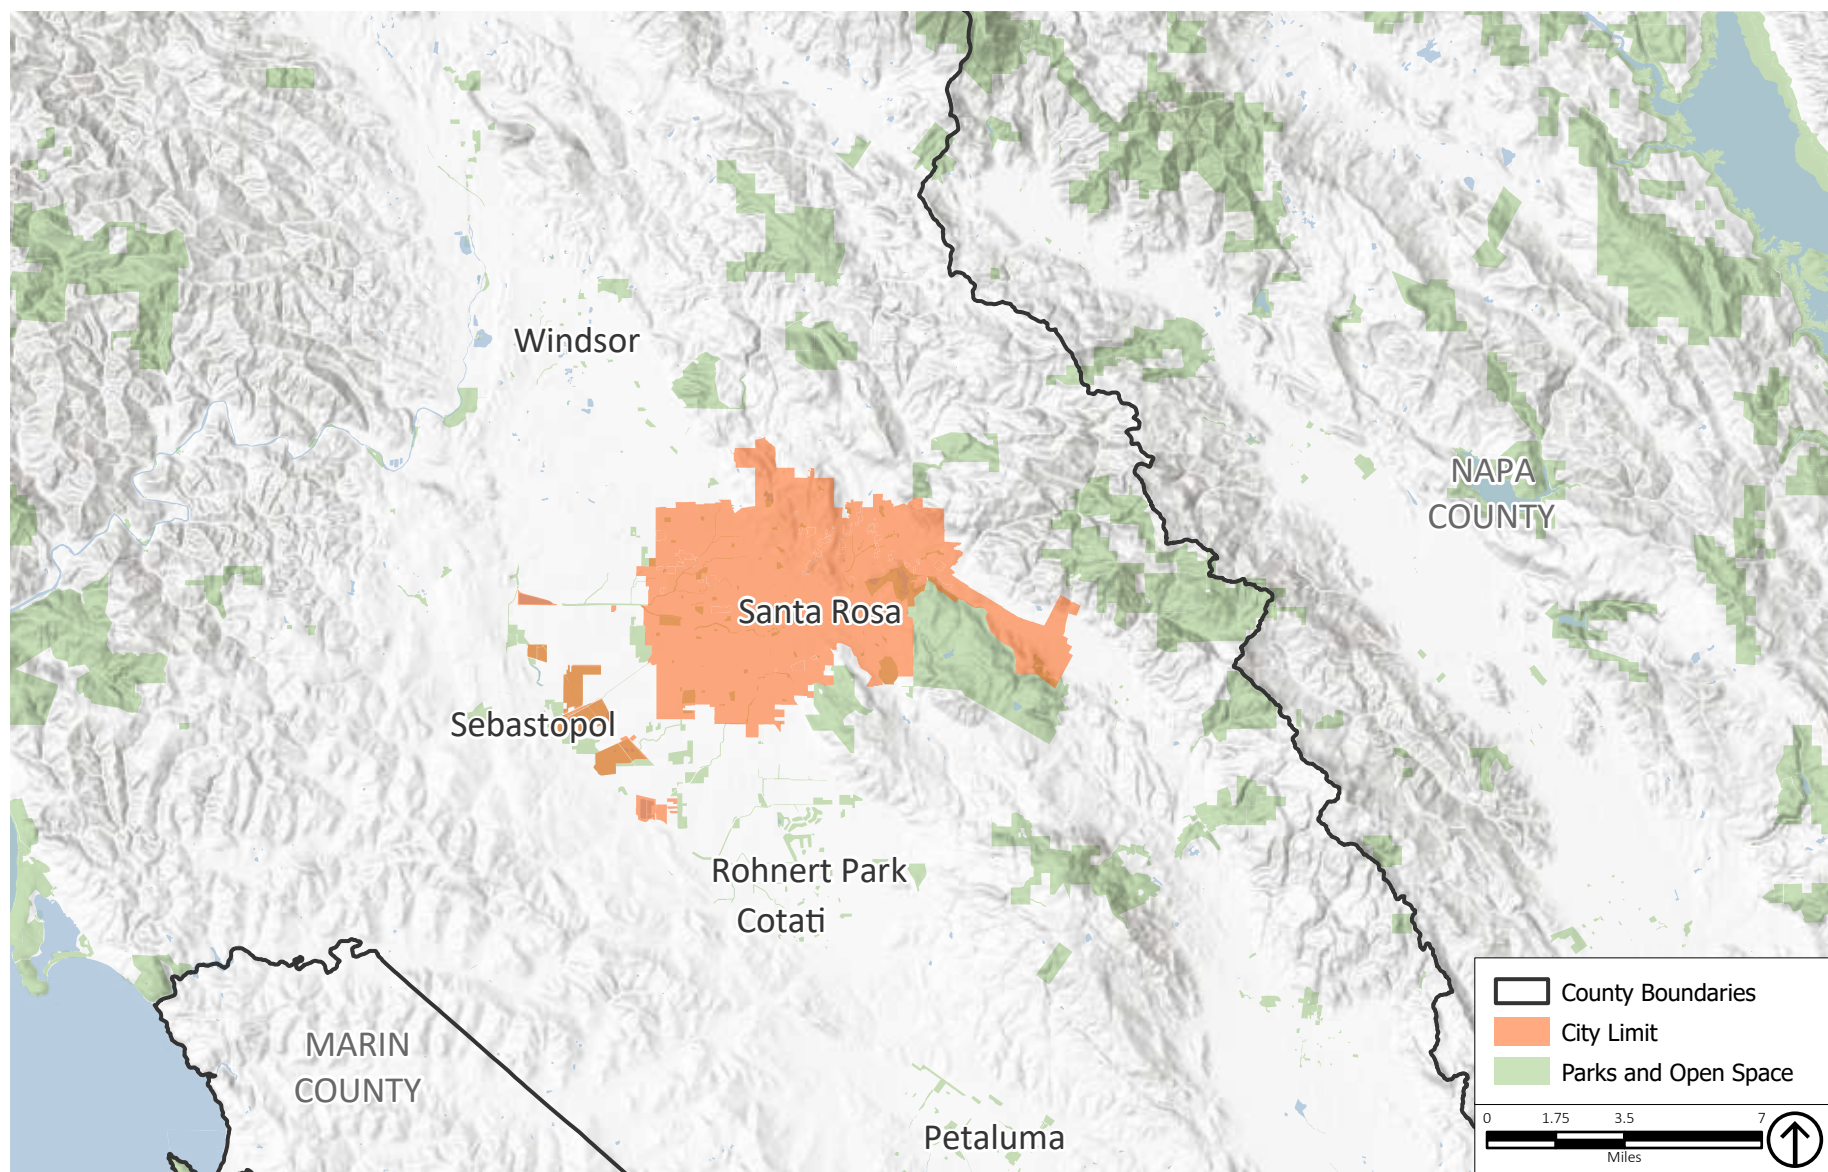 Windsor
NAPA
COUNTY
Santa Rosa
Sebastopol
Rohnert Park
Cotati
MARIN
COUNTY
Petaluma
County Boundaries
City Limit
Parks and Open Space
0 1.75 3.5 7
Miles